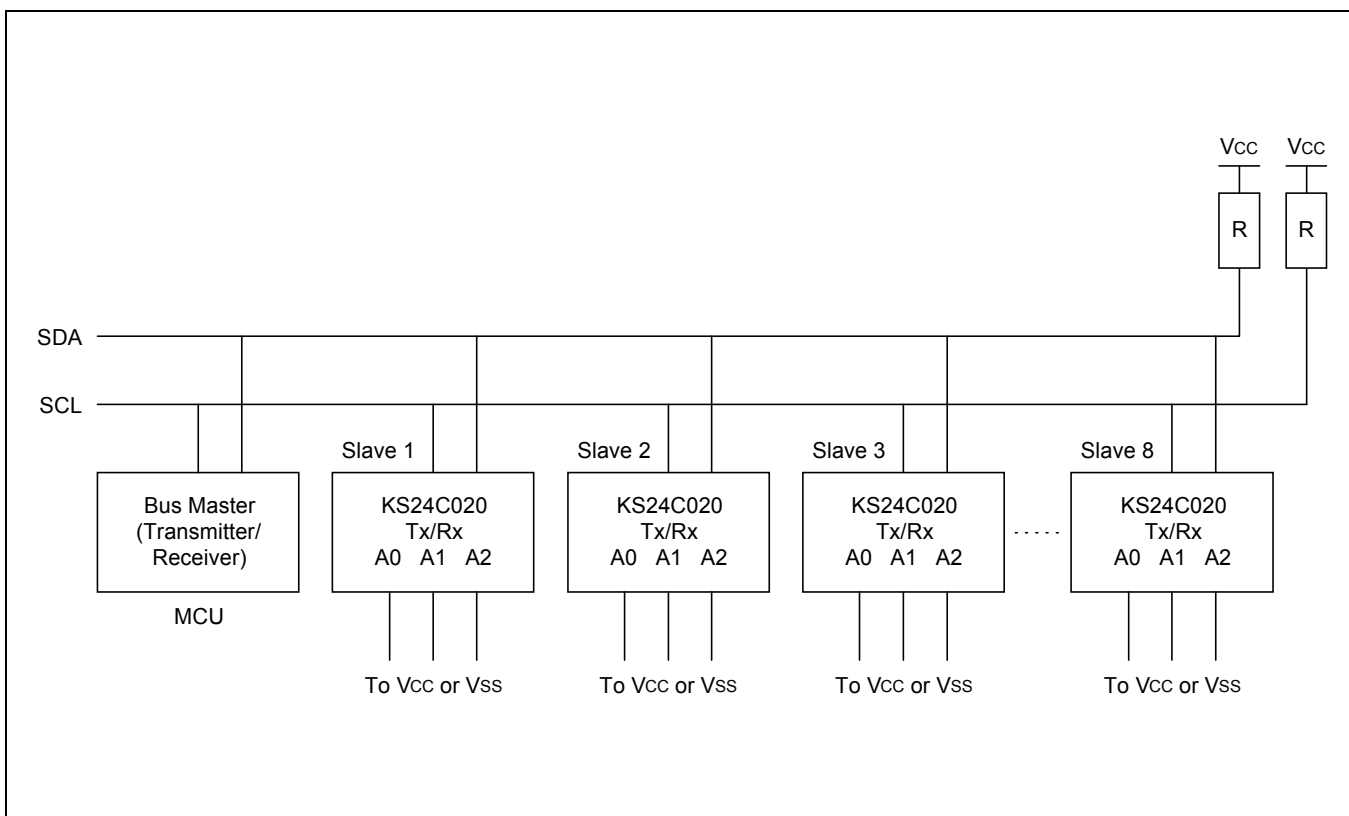 VCC VCC
R R
SDA
SCL
Slave 1 Slave 2 Slave 3 Slave 8
Bus Master
(Transmitter/
Receiver)
MCU
KS24C020
Tx/Rx
A0 A1 A2
To VCC or VSS
KS24C020
Tx/Rx
A0 A1 A2
To VCC or VSS
KS24C020
Tx/Rx
A0 A1 A2
To VCC or VSS
KS24C020
Tx/Rx
A0 A1 A2
To VCC or VSS